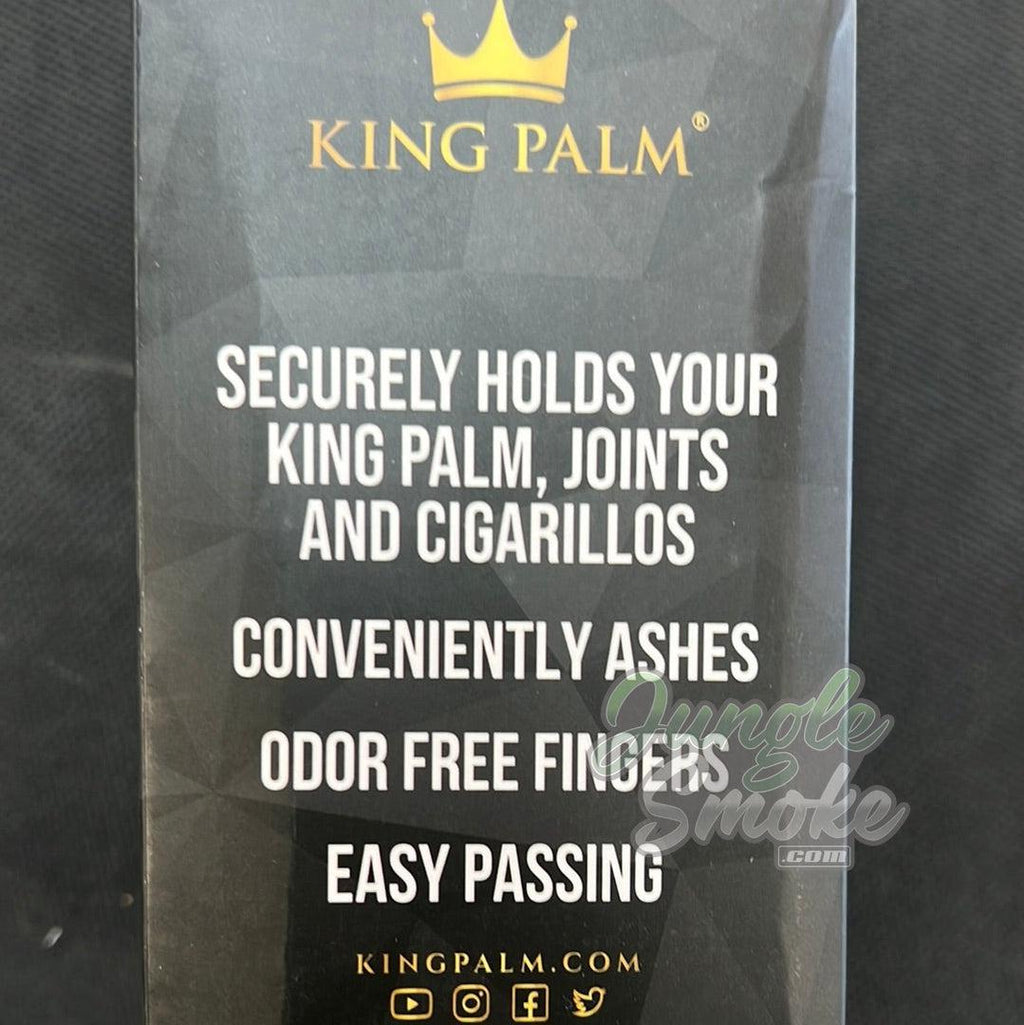 KING PALM®
SECURELY HOLDS YOUR
KING PALM, JOINTS
AND CIGARILLOS
CONVENIENTLY ASHES
ODOR FREE FINGERS
Jungle
Smoke
.com
EASY PASSING
KINGPALM.COM